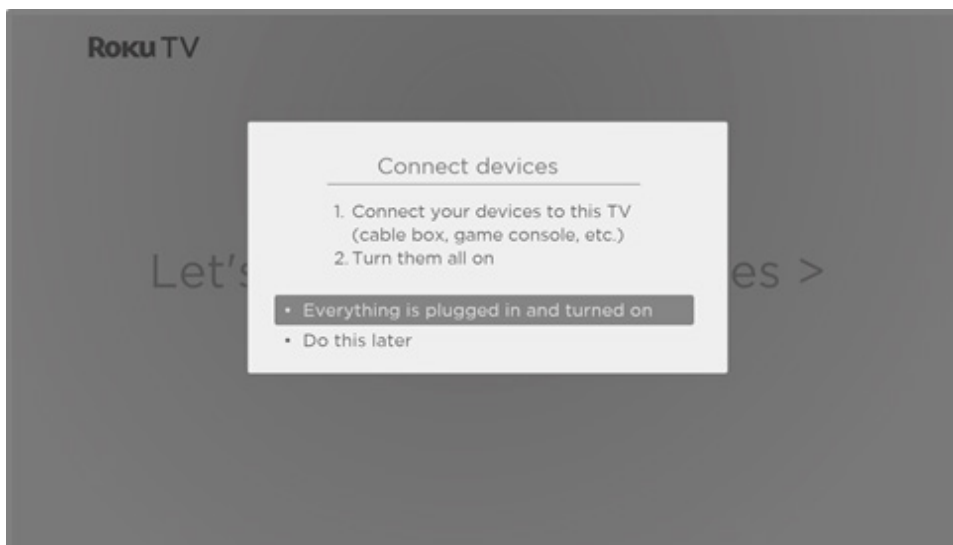 Roku TV
Connect devices
1. Connect your devices to this TV
(cable box, game console, etc.)
2. Turn them all on
Let's
es >
• Everything is plugged in and turned on
• Do this later